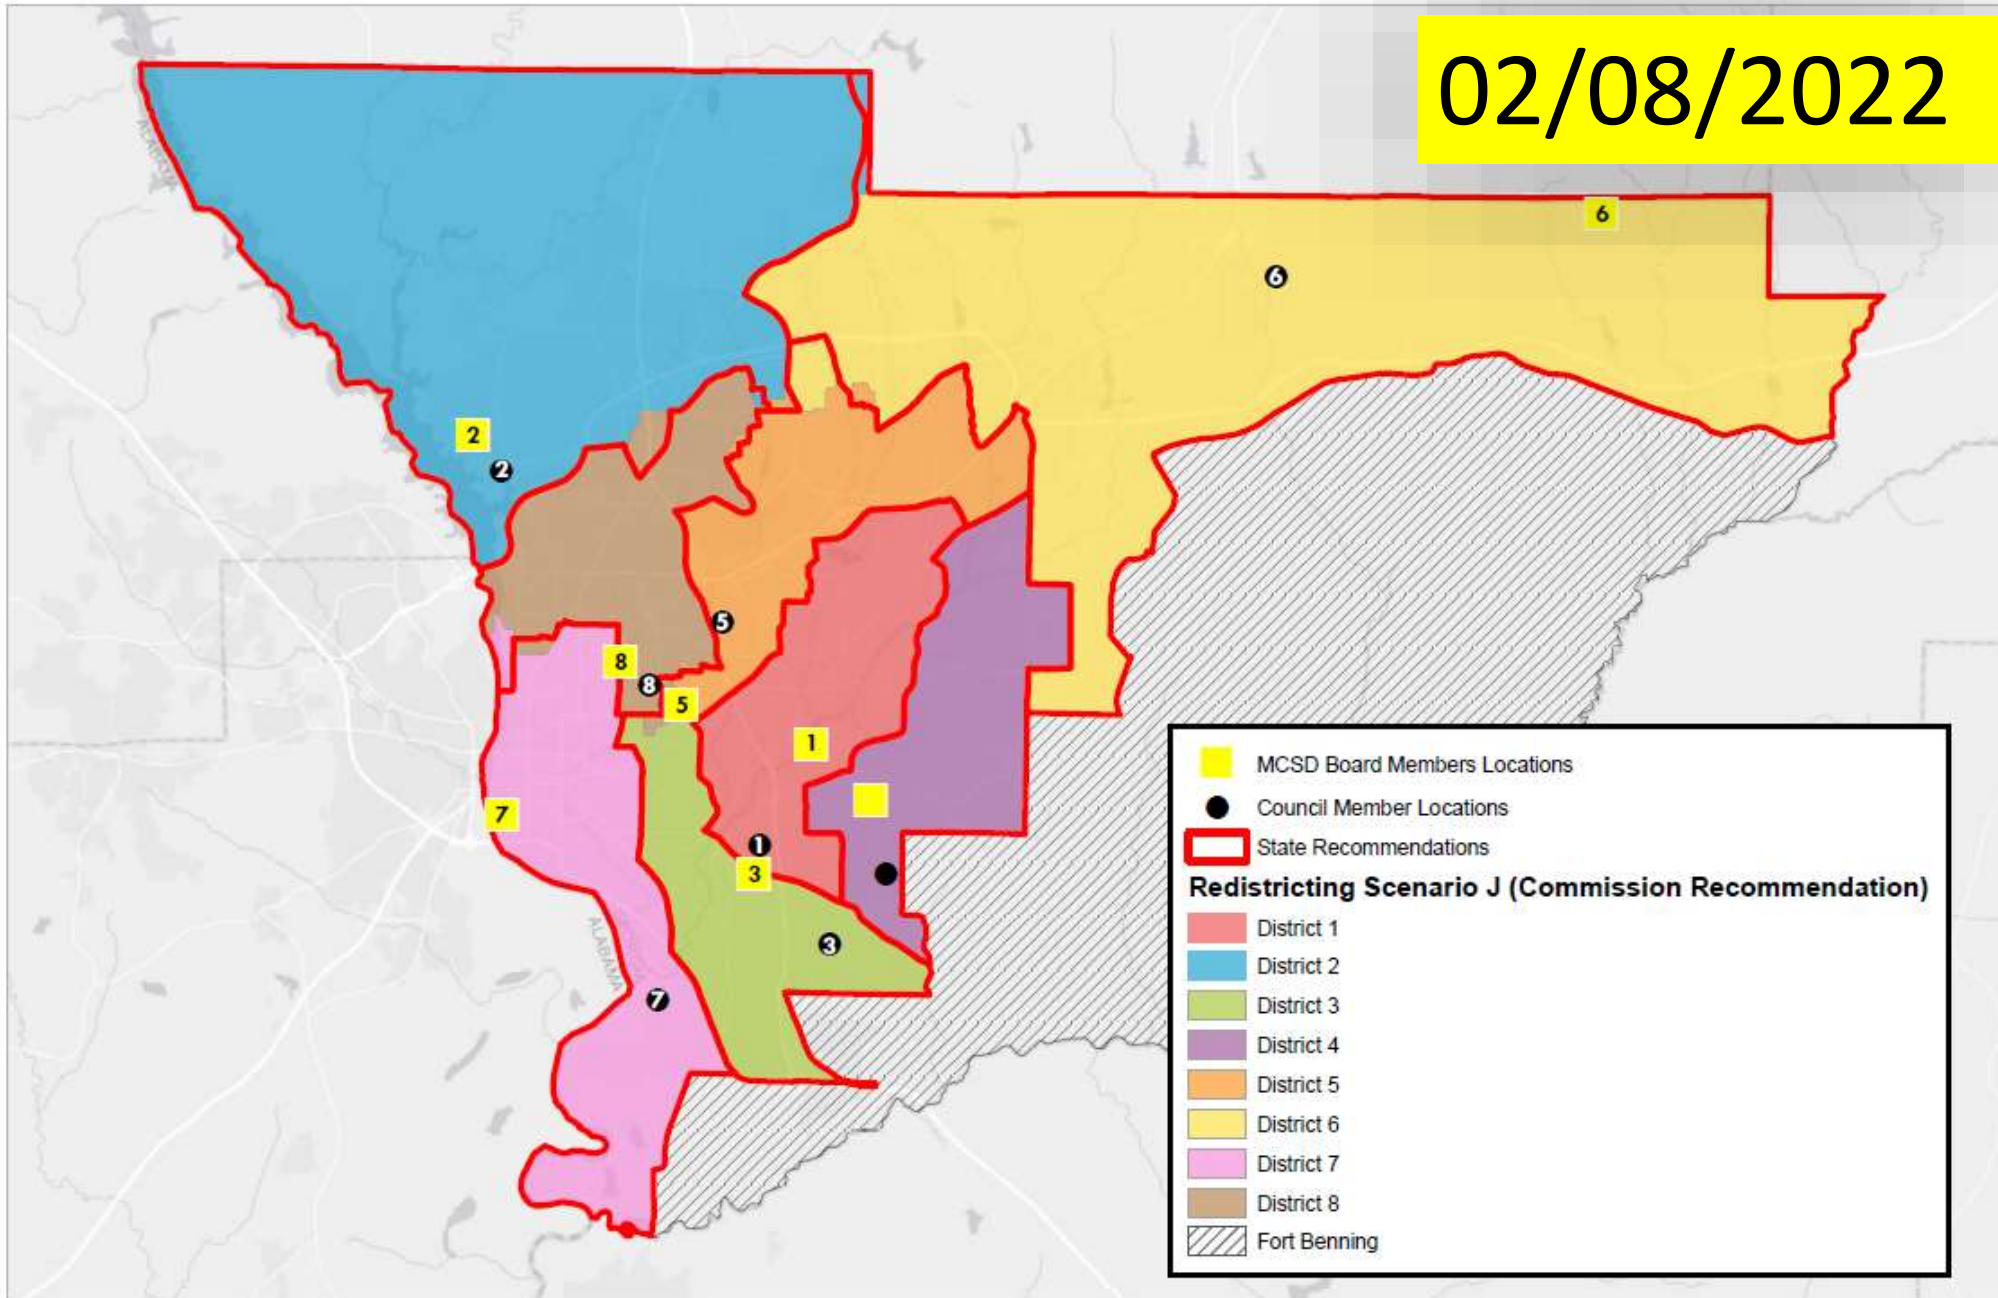 02/08/2022
ALABAMA
6
6
2
2
5
8
8
5
1
7
1
3
3
ALABAMA
7
MCSD Board Members Locations
Council Member Locations
State Recommendations
Redistricting Scenario J (Commission Recommendation)
District 1
District 2
District 3
District 4
District 5
District 6
District 7
District 8
Fort Benning